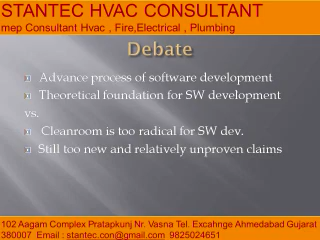 STANTEC HVAC CONSULTANT
mep Consultant Hvac , Fire,Electrical , Plumbing
Debate
Advance process of software development
Theoretical foundation for SW development
vs.
Cleanroom is too radical for SW dev.
Still too new and relatively unproven claims
102 Aagam Complex Pratapkunj Nr. Vasna Tel. Excahnge Ahmedabad Gujarat
380007 Email : stantec.con@gmail.com 9825024651